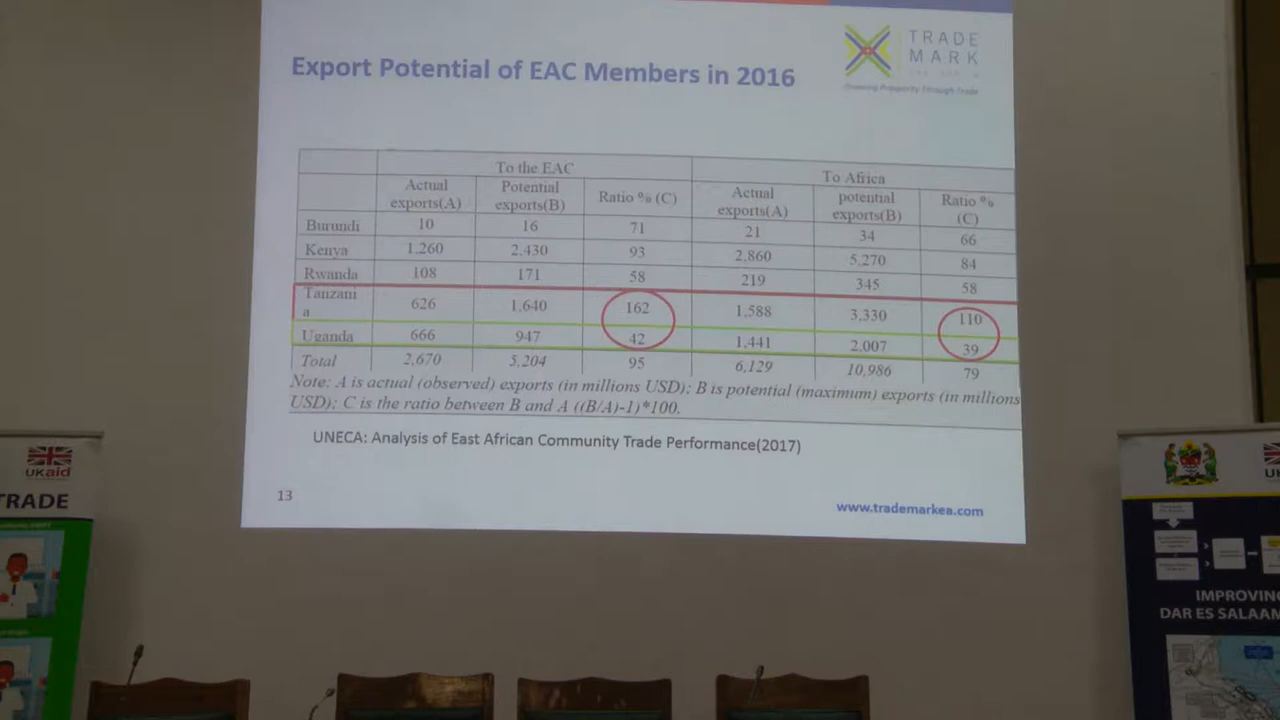 Export Potential of EAC Members in 2016
TRADE
MARK
Growing Prosperity Through Trade
To the EAC To Africa
Actual exports(A) Potential exports(B) Ratio % (C) Actual exports(A) potential exports(B) Ratio % (C)
Burundi 10 16 71 21 34 66
Kenya 1.260 2.430 93 2,860 5,270 84
Rwanda 108 171 58 219 345 58
Tanzani
a 626 1,640 162 1,588 3,330 110
Uganda 666 947 42 1,441 2.007 39
Total 2,670 5,204 95 6,129 10,986 79
Note: A is actual (observed) exports (in millions USD); B is potential (maximum) exports (in millions
USD); C is the ratio between B and A ((B/A)-1)*100.
UNECA: Analysis of East African Community Trade Performance(2017)
13
www.trademarkea.com
UKaid
TRADE
UK
IMPROVING
DAR ES SALAAM